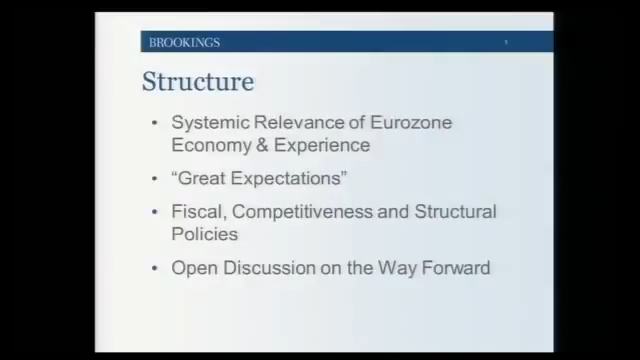 BROOKINGS
Structure
• Systemic Relevance of Eurozone
Economy & Experience
• “Great Expectations”
• Fiscal, Competitiveness and Structural
Policies
• Open Discussion on the Way Forward